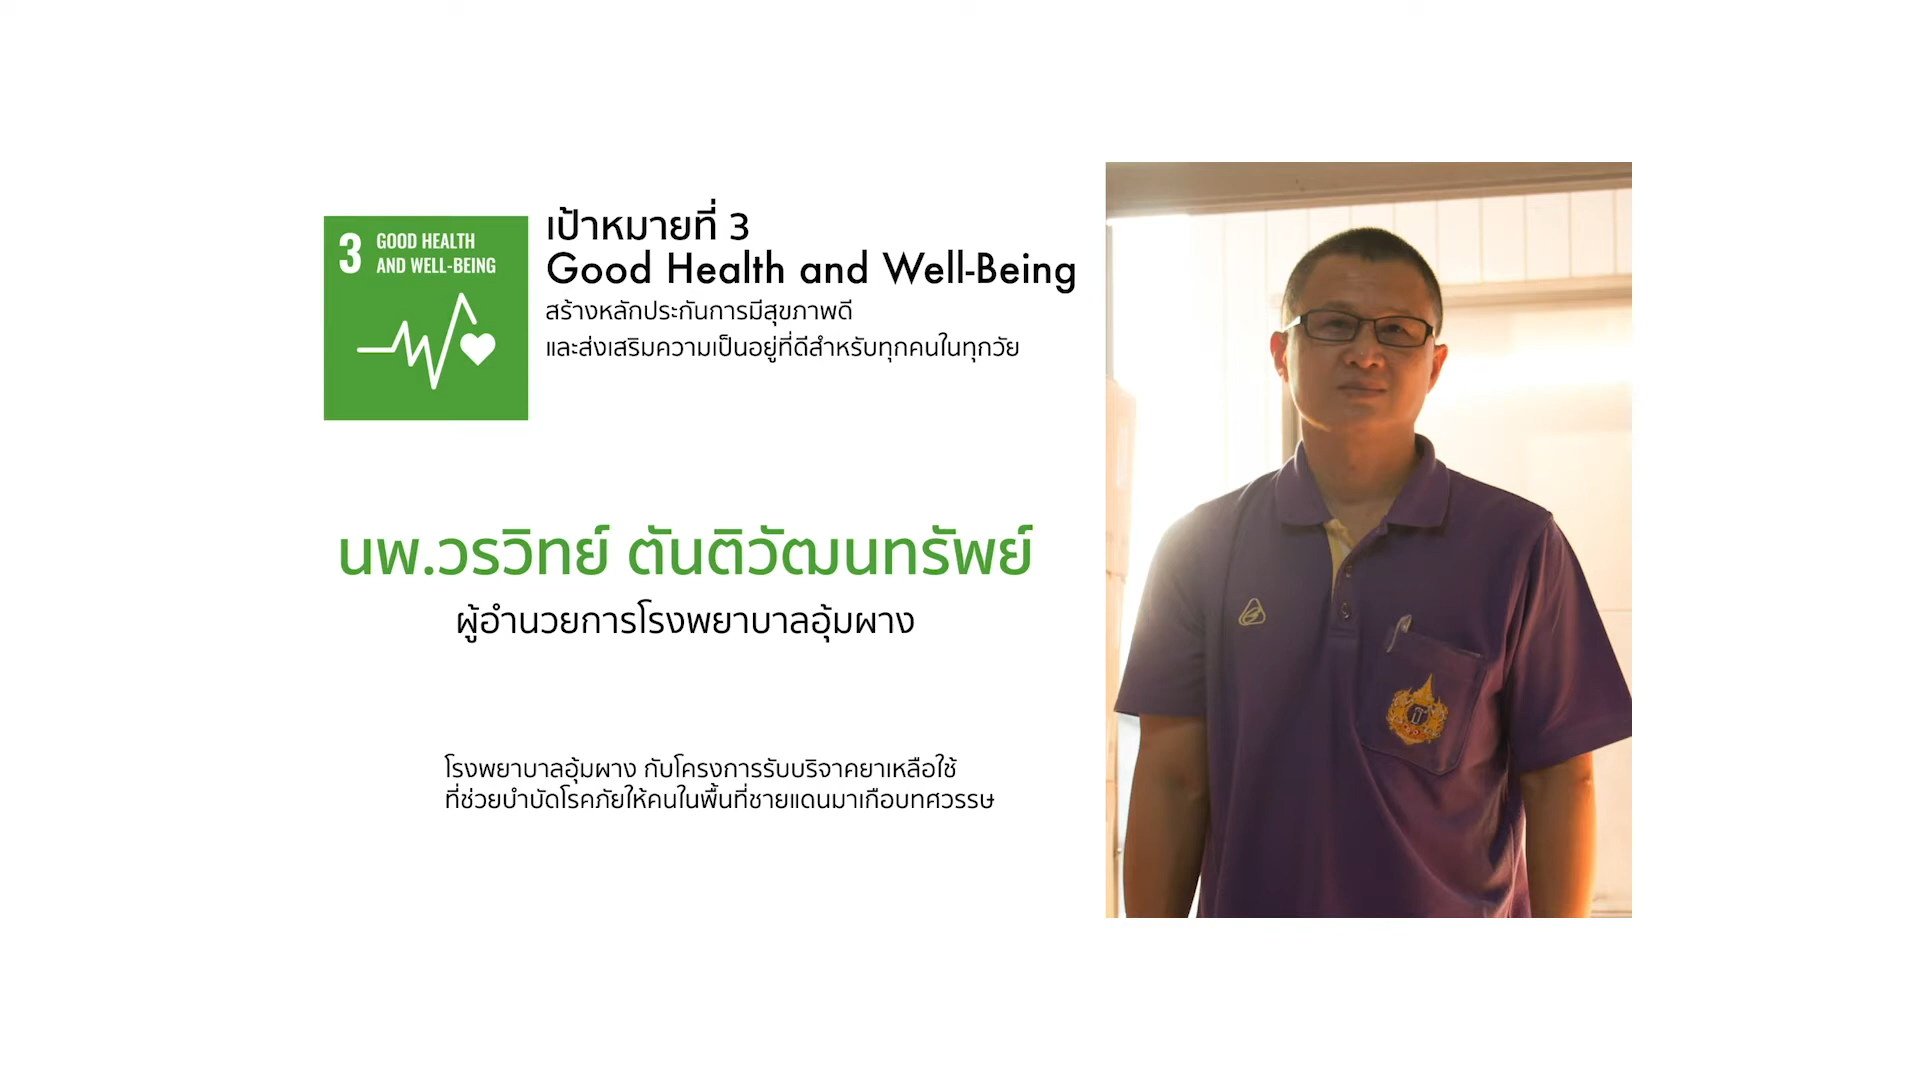 3 GOOD HEALTH
AND WELL-BEING
เป้าหมายที่ 3
Good Health and Well-Being
สร้างหลักประกันการมีสุขภาพดี
และส่งเสริมความเป็นอยู่ที่ดีสำหรับทุกคนในทุกวัย
นพ.วรวิทย์ ตันติวัฒนทรัพย์
ผู้อำนวยการโรงพยาบาลอุ้มผาง
โรงพยาบาลอุ้มผาง กับโครงการรับบริจาคยาเหลือใช้
ที่ช่วยบำบัดโรคภัยให้คนในพื้นที่ชายแดนมาเกือบทศวรรษ